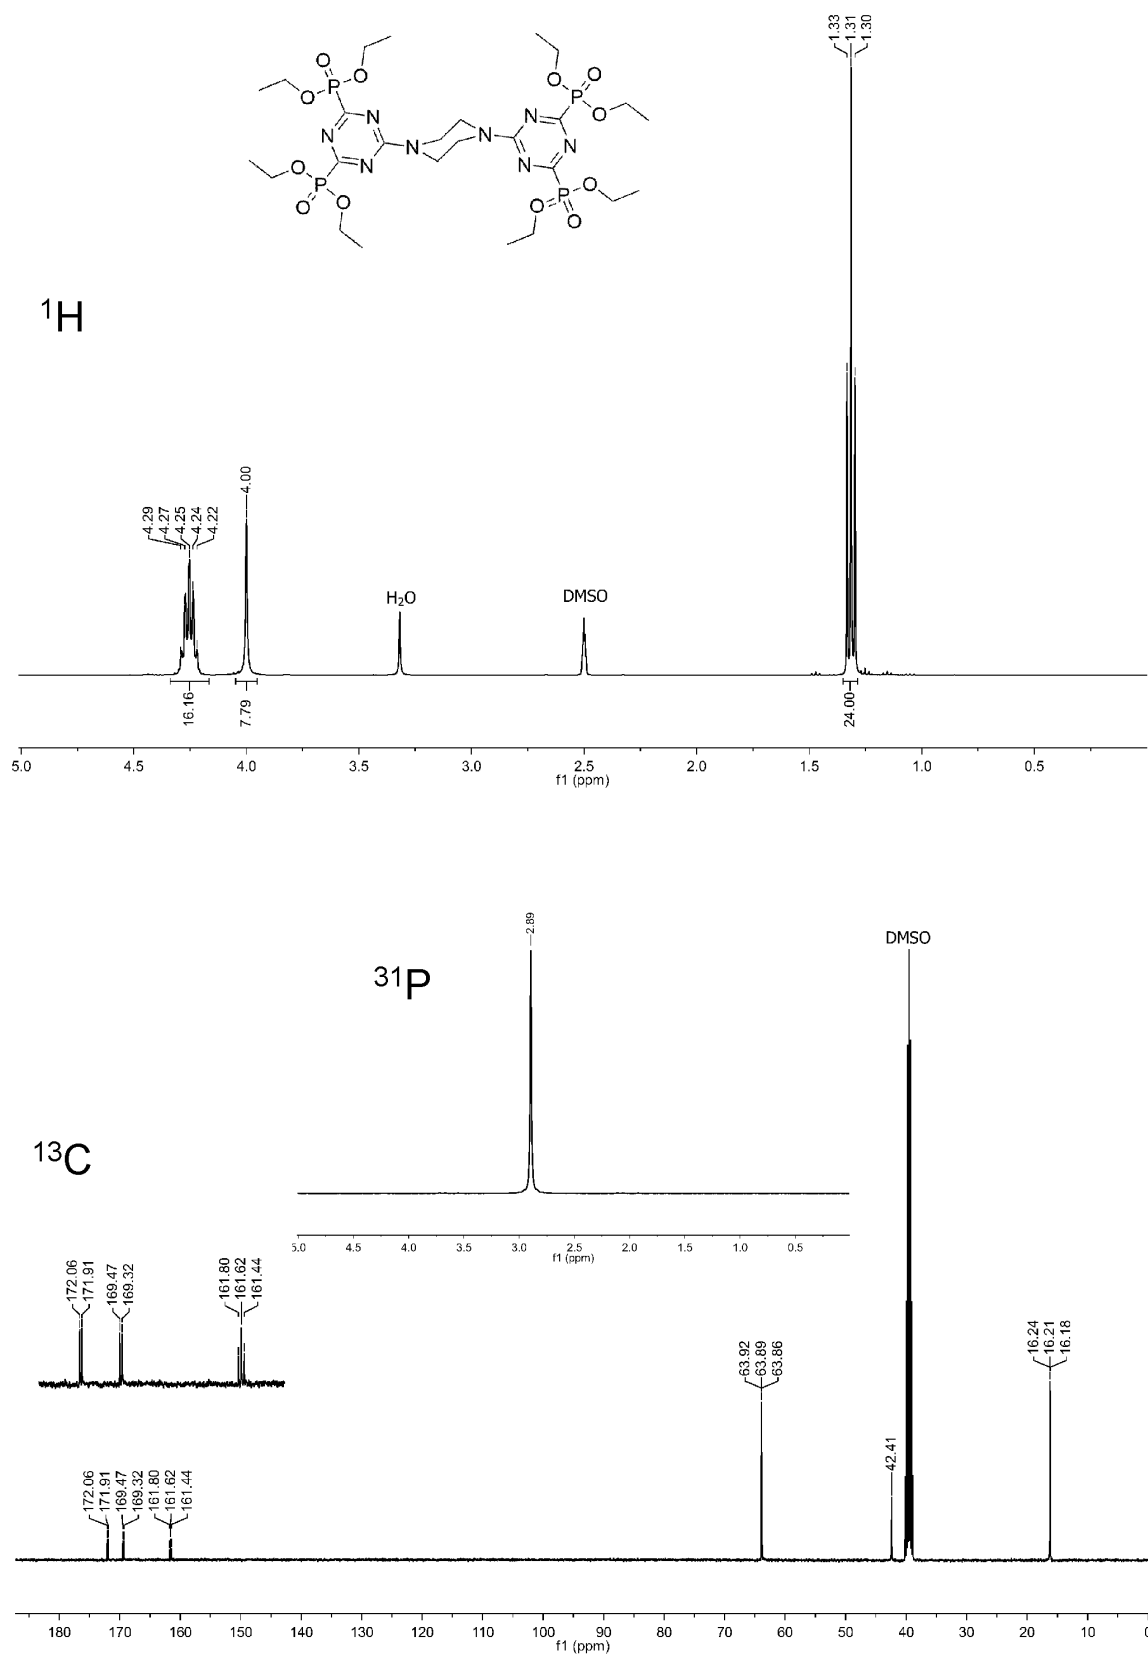 O
O
P
O
N
N
N
N
N
N
N
N
O
O
P
O
O
P
O
O
O
O
P
O
¹H
1.33
1.31
1.30
4.29
4.27
4.25
4.24
4.22
4.00
H₂O
DMSO
16.16
7.79
24.00
5.0 4.5 4.0 3.5 3.0 2.5 2.0 1.5 1.0 0.5
f1 (ppm)
2.89
³¹P
DMSO
¹³C
5.0 4.5 4.0 3.5 3.0 2.5 2.0 1.5 1.0 0.5
f1 (ppm)
172.06
171.91
169.47
169.32
161.80
161.62
161.44
63.92
63.89
63.86
42.41
16.24
16.21
16.18
172.06
171.91
169.47
169.32
161.80
161.62
161.44
180 170 160 150 140 130 120 110 100 90 80 70 60 50 40 30 20 10 0
f1 (ppm)